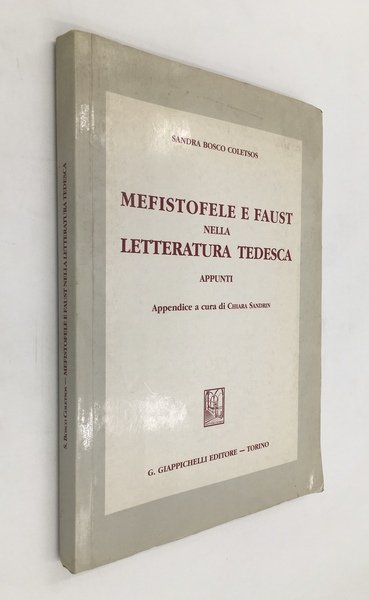 SANDRA BOSCO COLETSOS
MEFISTOFELE E FAUST
NELLA
LETTERATURA TEDESCA
APPUNTI
Appendice a cura di CHIARA SANDRIN
G. GIAPPICHELLI EDITORE — TORINO
S. BOSCO COLETSOS — MEFISTOFELE E FAUST NELLA LETTERATURA TEDESCA